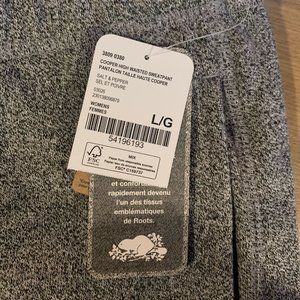 3809 0380
COOPER HIGH WAISTED SWEATPANT
PANTALON TAILLE HAUTE COOPER
SALT & PEPPER
SEL ET POIVRE
WOMENS
FEMMES
L/G
54196193
MIX
FSC
et confortable
rapidement devenu
l'un des tissus
emblématiques
de Roots.